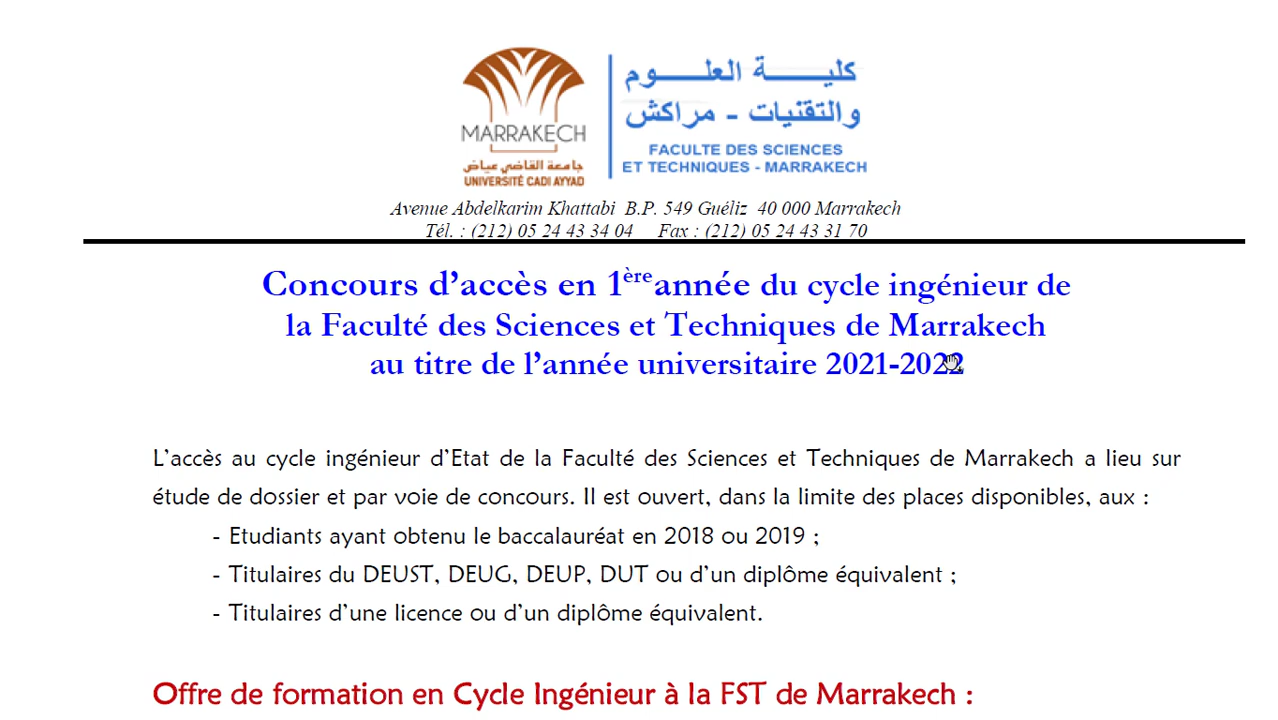 كلية العلوم
والتقنيات - مراكش
MARRAKECH
جامعة القاضي عياض
UNIVERSITÉ CADI AYYAD
FACULTE DES SCIENCES
ET TECHNIQUES - MARRAKECH
Avenue Abdelkarim Khattabi B.P. 549 Guéliz 40 000 Marrakech
Tél. : (212) 05 24 43 34 04 Fax : (212) 05 24 43 31 70
Concours d’accès en 1ère année du cycle ingénieur de
la Faculté des Sciences et Techniques de Marrakech
au titre de l’année universitaire 2021-2022
L’accès au cycle ingénieur d’Etat de la Faculté des Sciences et Techniques de Marrakech a lieu sur
étude de dossier et par voie de concours. Il est ouvert, dans la limite des places disponibles, aux :
- Etudiants ayant obtenu le baccalauréat en 2018 ou 2019 ;
- Titulaires du DEUST, DEUG, DEUP, DUT ou d’un diplôme équivalent ;
- Titulaires d’une licence ou d’un diplôme équivalent.
Offre de formation en Cycle Ingénieur à la FST de Marrakech :